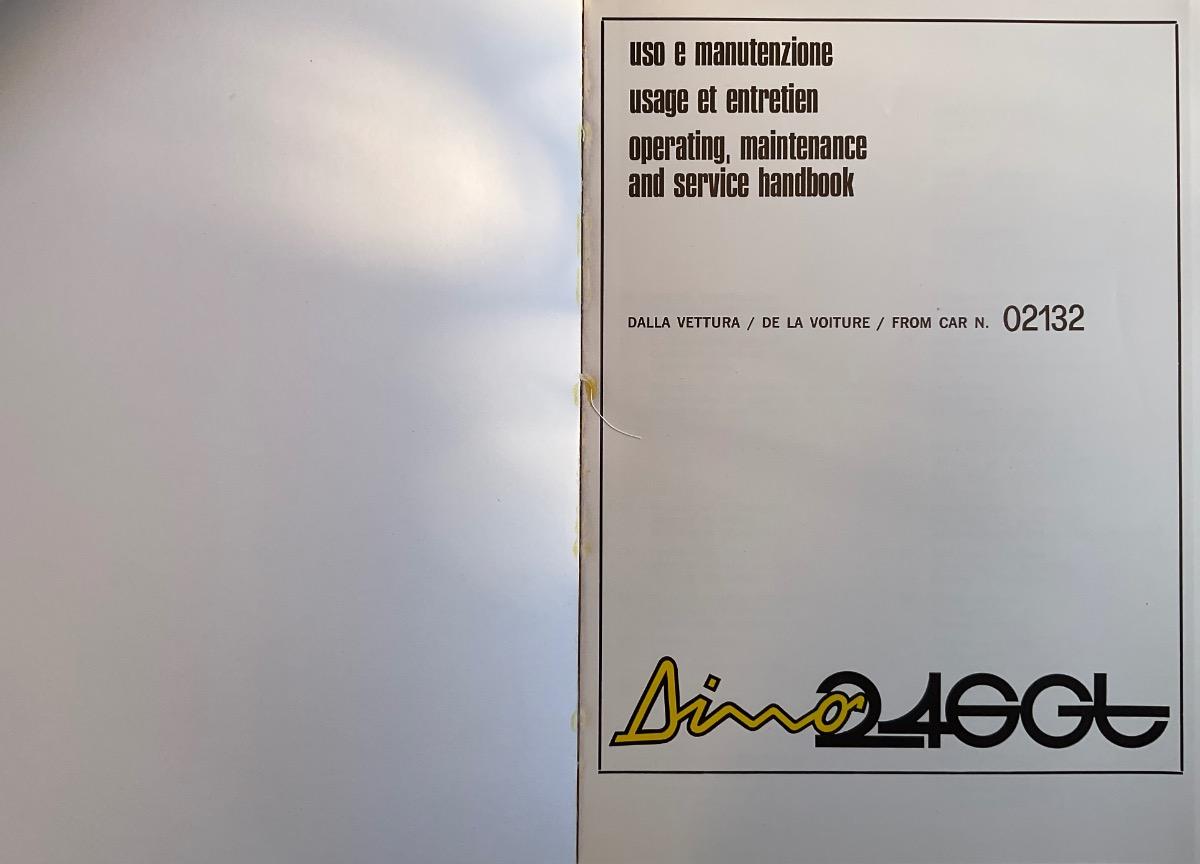 uso e manutenzione
usage et entretien
operating, maintenance
and service handbook
DALLA VETTURA / DE LA VOITURE / FROM CAR N. 02132
Dino 246Gt